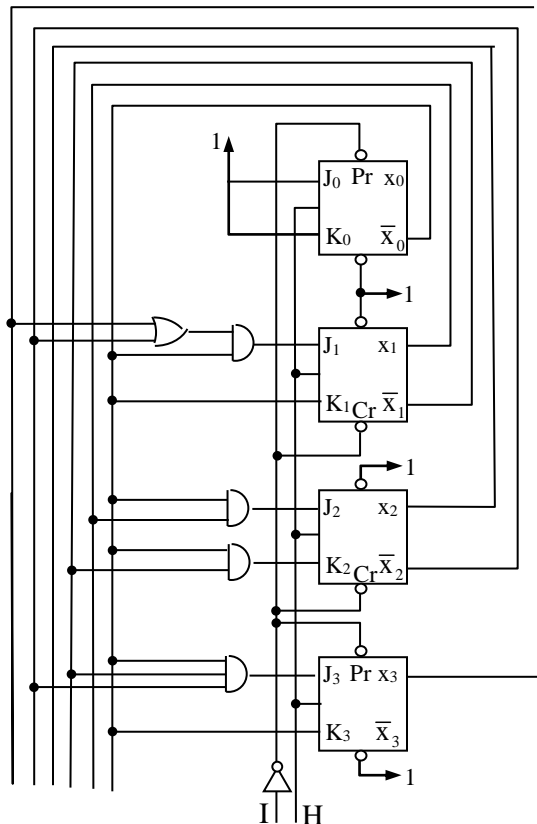 1
J₀ Pr x₀
K₀ x̅₀
1
J₁ x₁
K₁ Cr x̅₁
1
J₂ x₂
K₂ Cr x̅₂
J₃ Pr x₃
K₃ x̅₃
1
I H